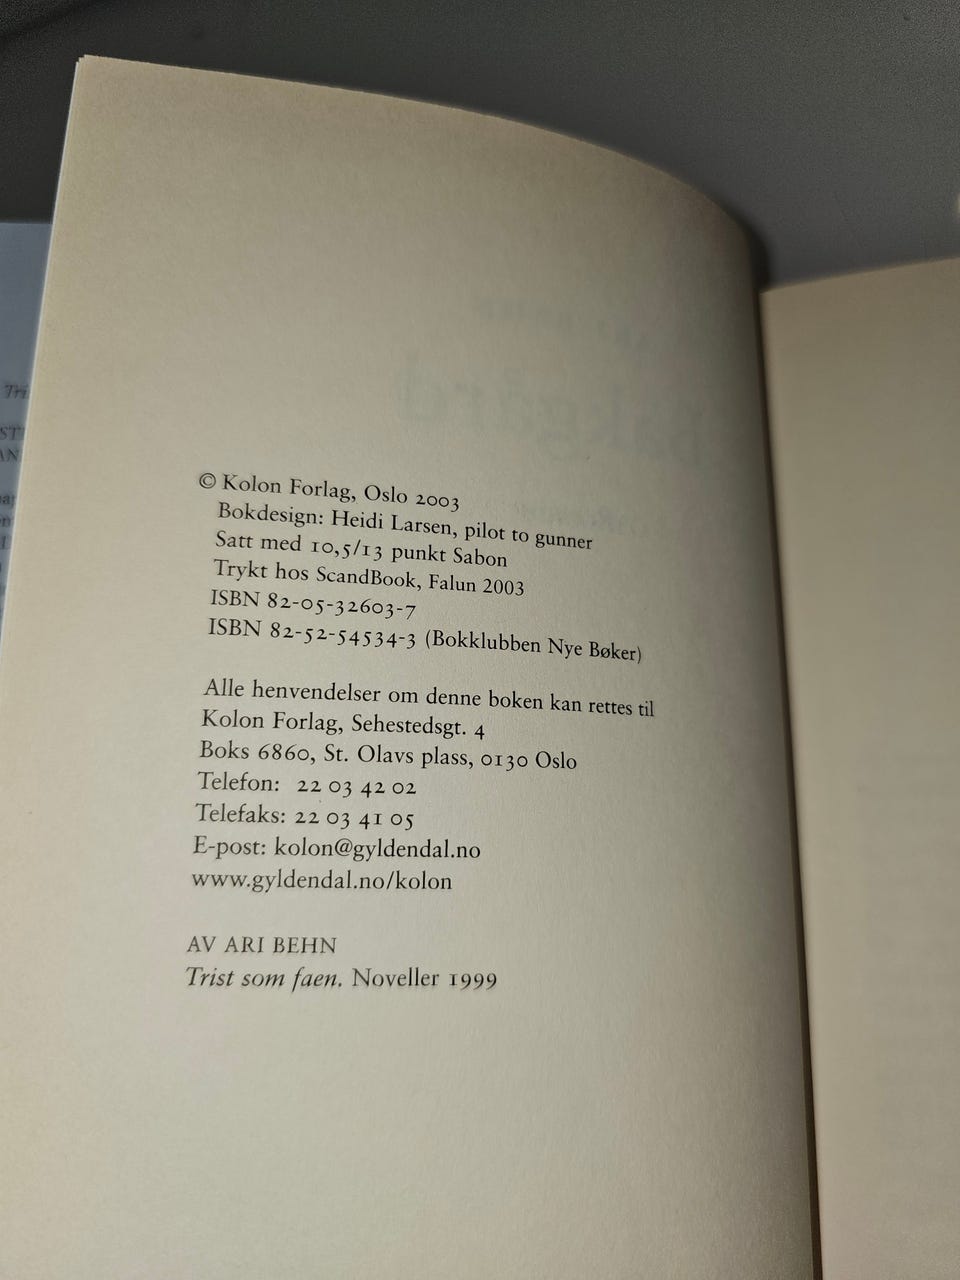 © Kolon Forlag, Oslo 2003
Bokdesign: Heidi Larsen, pilot to gunner
Satt med 10,5/13 punkt Sabon
Trykt hos ScandBook, Falun 2003
ISBN 82-05-32603-7
ISBN 82-52-54534-3 (Bokklubben Nye Bøker)
Alle henvendelser om denne boken kan rettes til
Kolon Forlag, Sehestedsgt. 4
Boks 6860, St. Olavs plass, 0130 Oslo
Telefon: 22 03 42 02
Telefaks: 22 03 41 05
E-post: kolon@gyldendal.no
www.gyldendal.no/kolon
AV ARI BEHN
Trist som faen. Noveller 1999